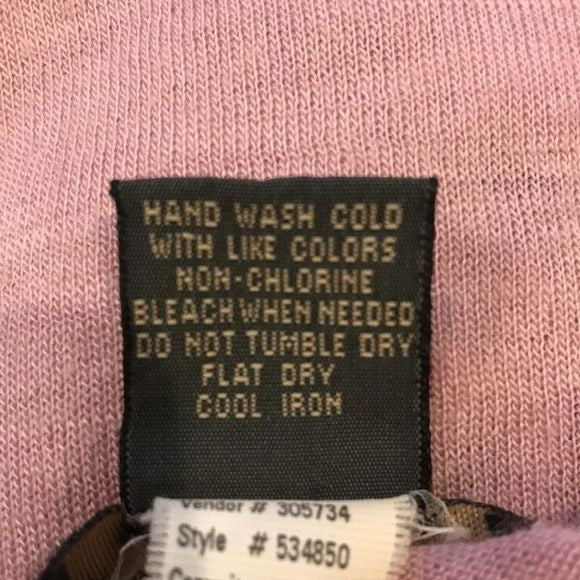 HAND WASH COLD
WITH LIKE COLORS
NON-CHLORINE
BLEACH WHEN NEEDED
DO NOT TUMBLE DRY
FLAT DRY
COOL IRON
Vendor # 305734
Style # 534850